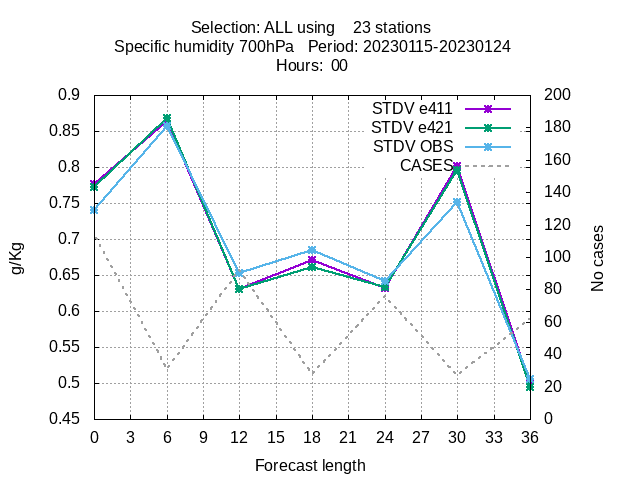 Selection: ALL using    23 stations
Specific humidity 700hPa   Period: 20230115-20230124
Hours:  00
STDV e411
STDV e421
STDV OBS
CASES
0.9
0.85
0.8
0.75
0.7
0.65
0.6
0.55
0.5
0.45
g/Kg
200
180
160
140
120
100
80
60
40
20
0
No cases
0 3 6 9 12 15 18 21 24 27 30 33 36
Forecast length